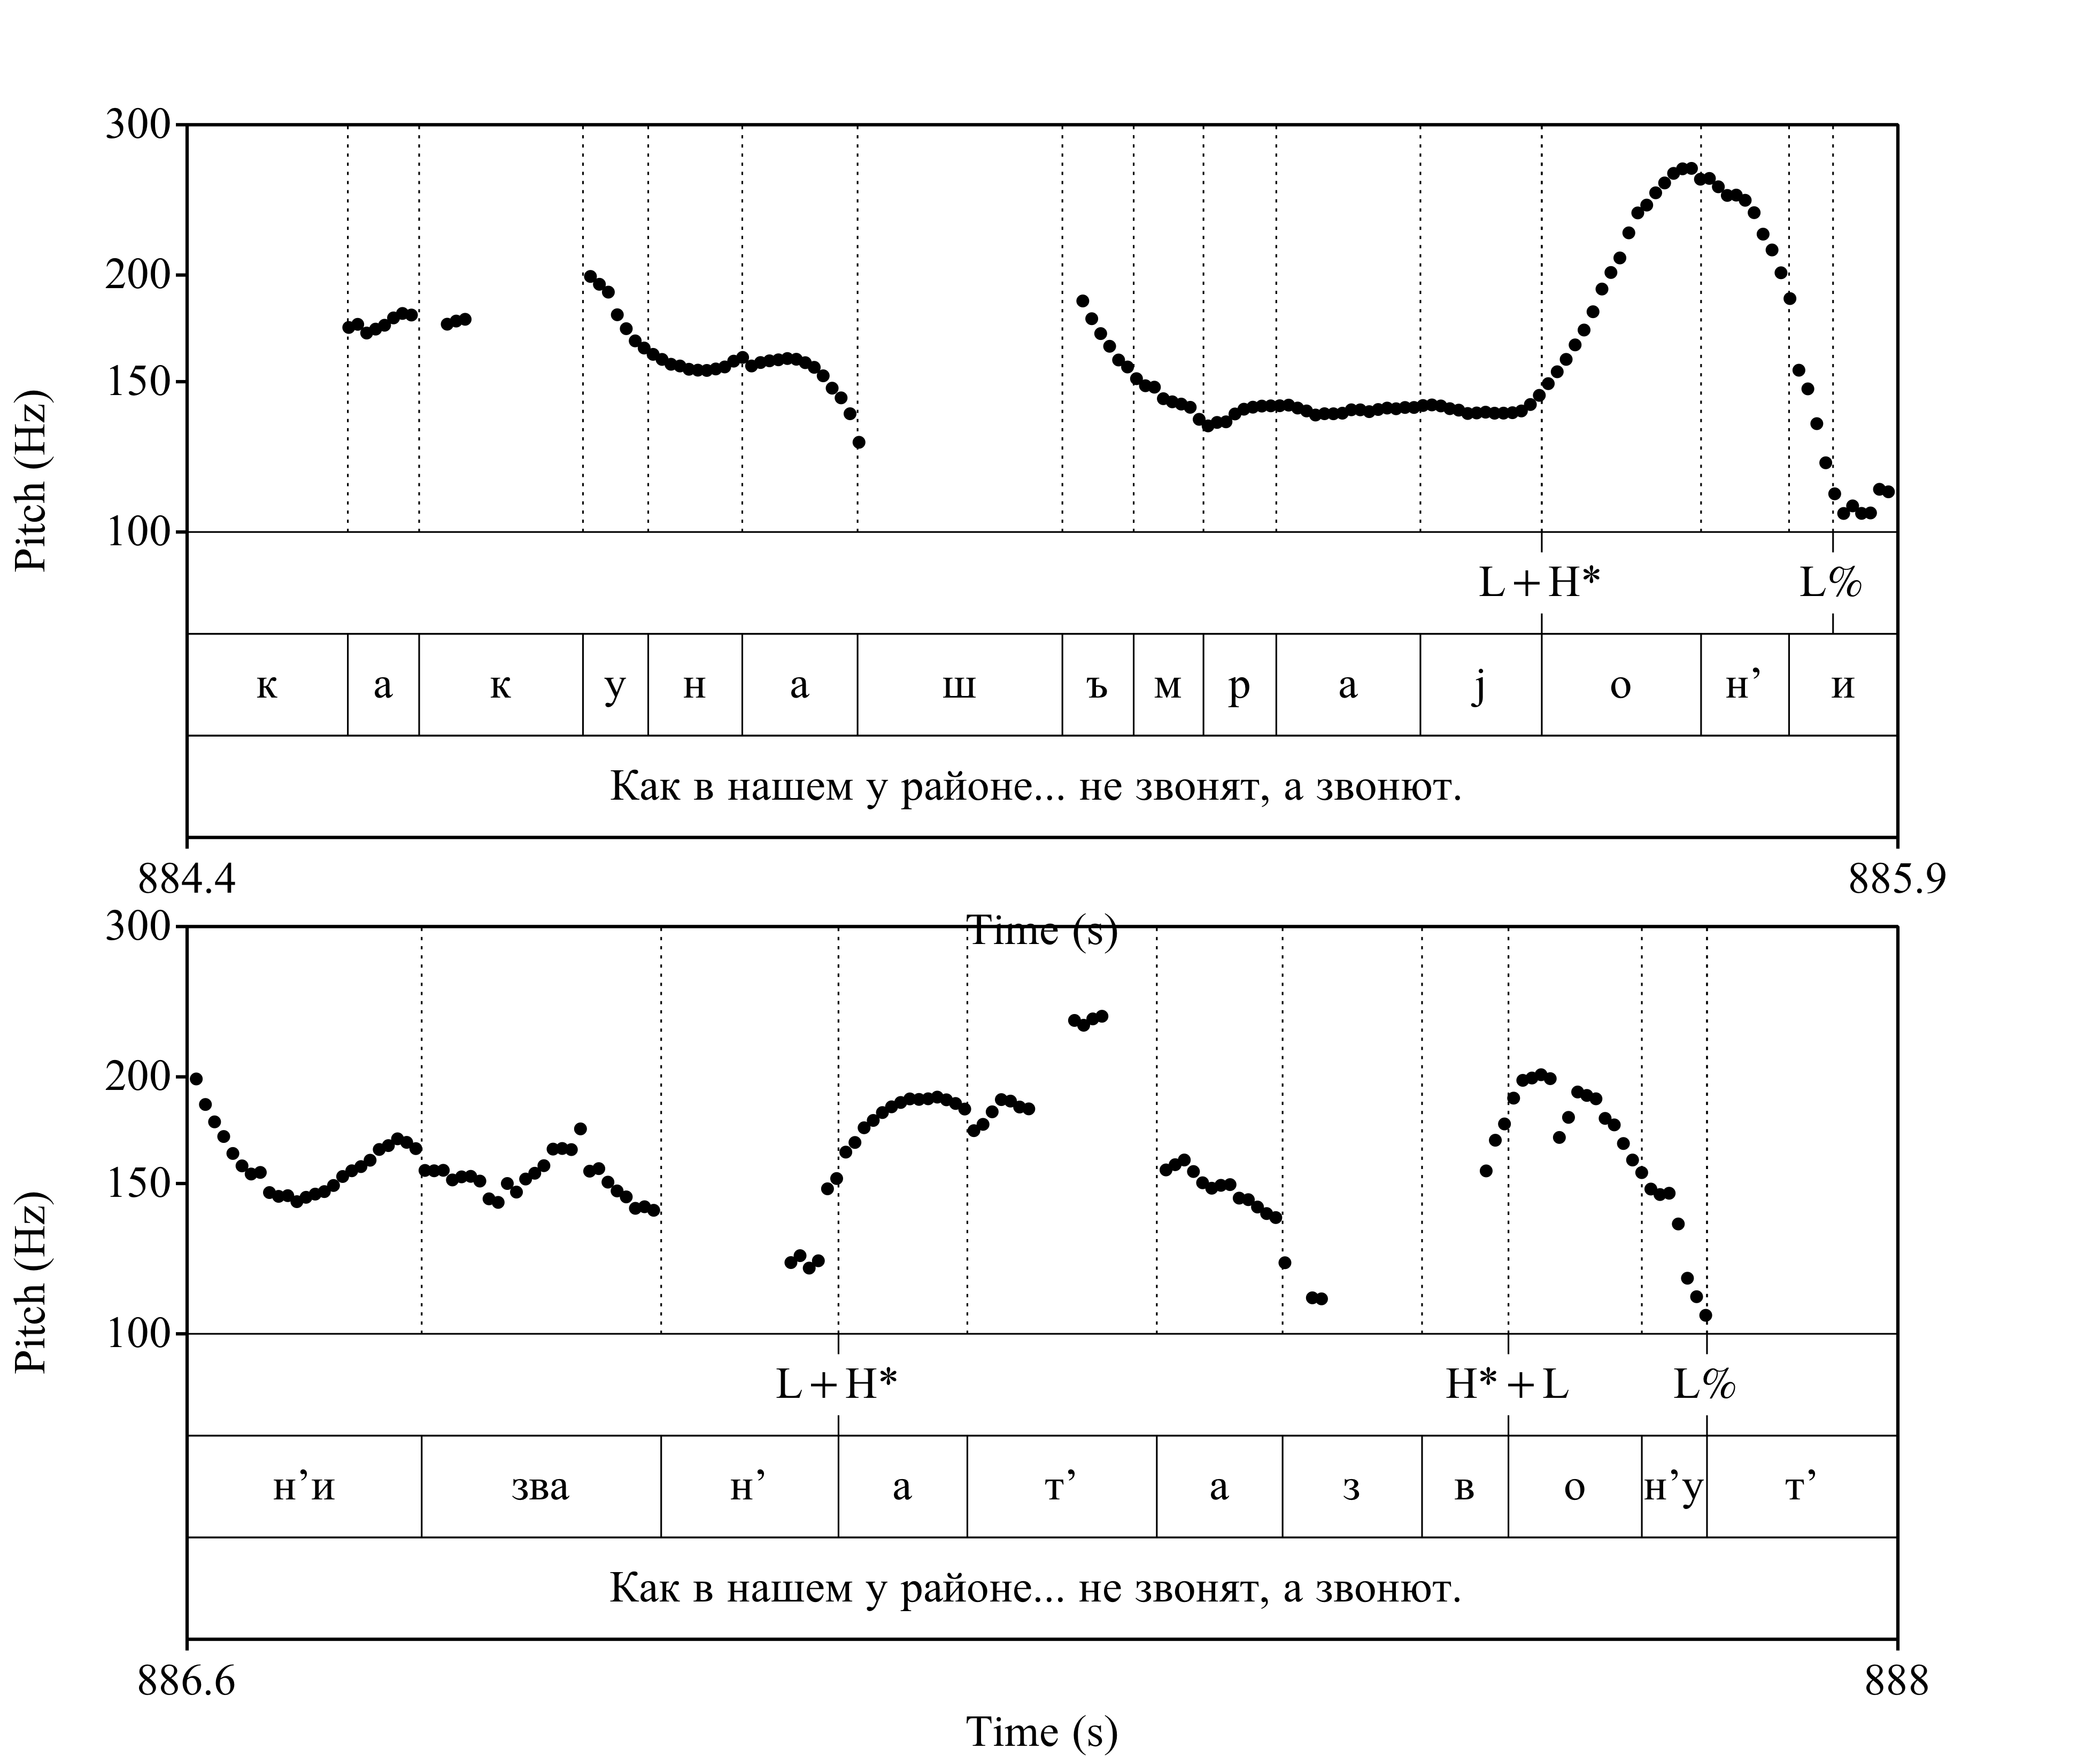 300
200
150
100
Pitch (Hz)
L+H* L%
к а к у н а ш ъ м р а j о н’ и
Как в нашем у районе... не звонят, а звонют.
884.4 885.9
Time (s)
300
200
150
100
Pitch (Hz)
L+H* H*+L L%
н’и зва н’ а т’ а з в о н’у т’
Как в нашем у районе... не звонят, а звонют.
886.6 888
Time (s)